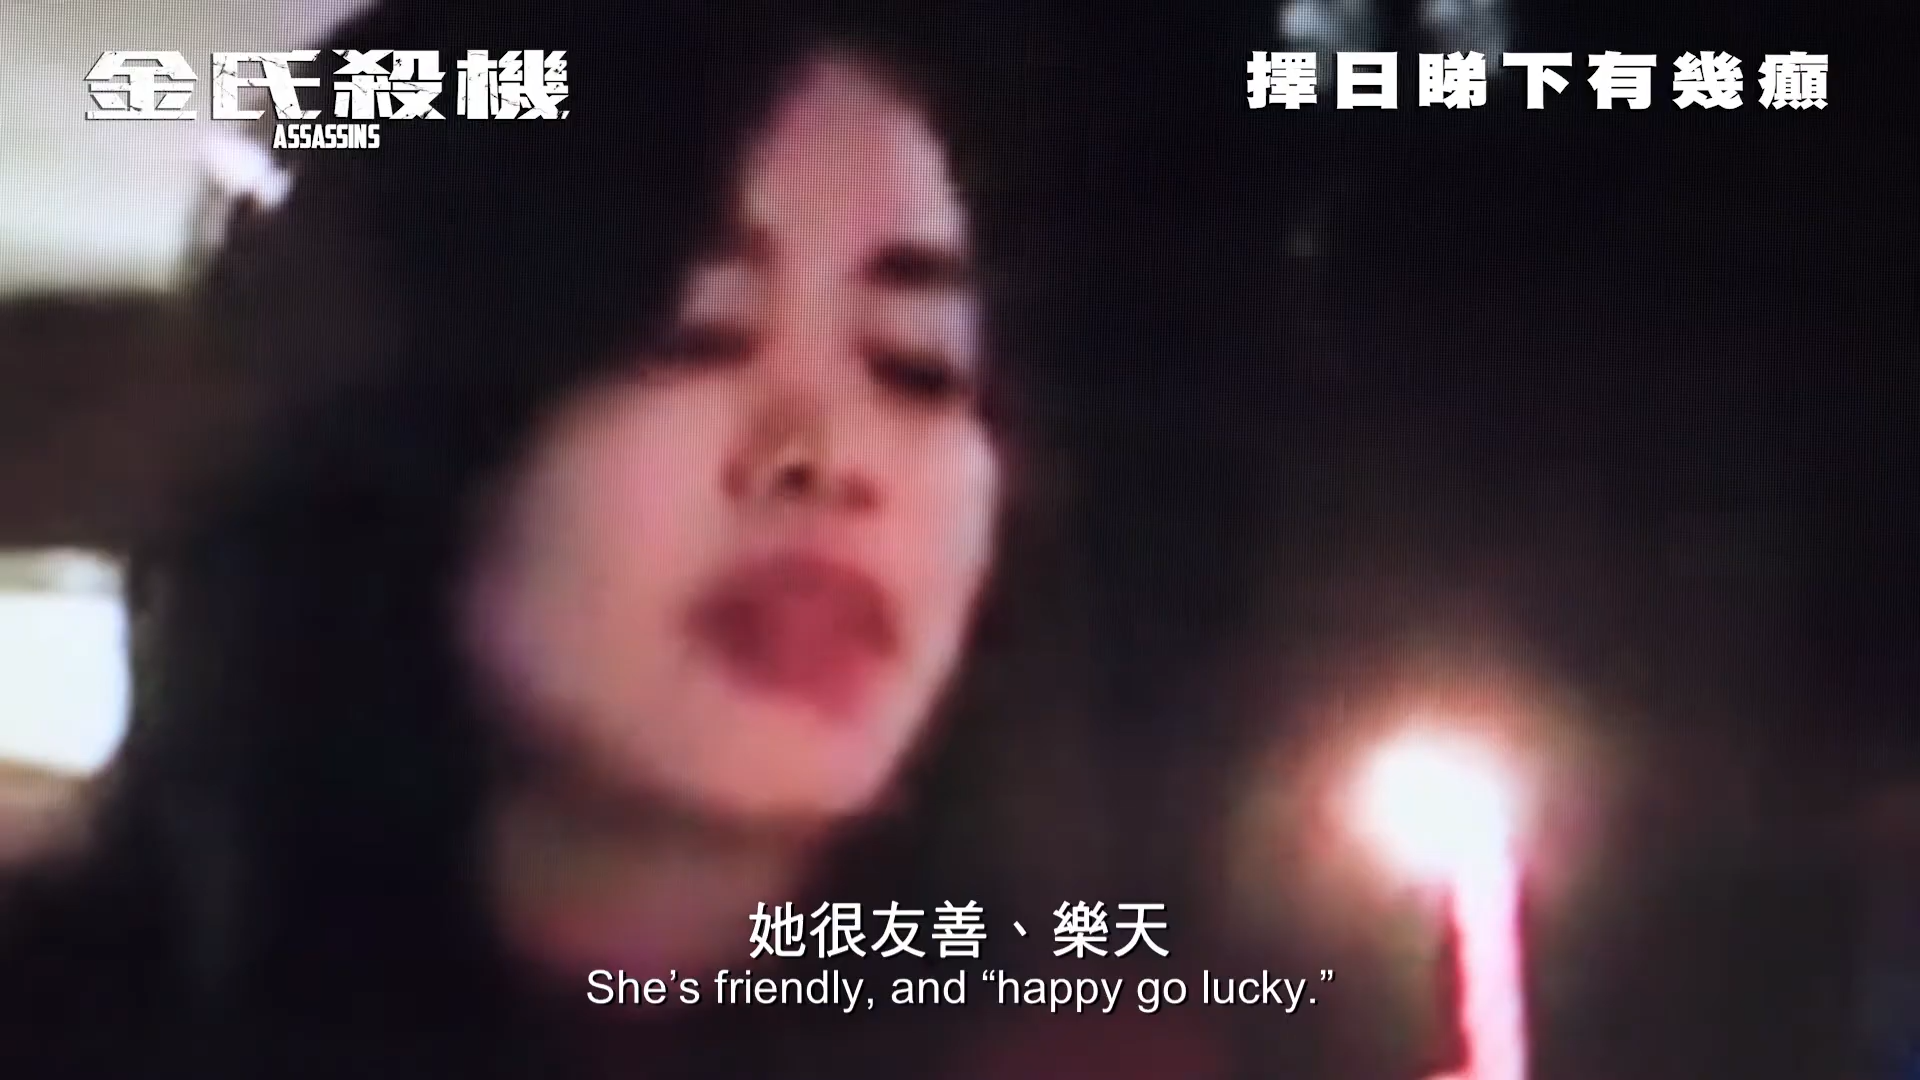 金氏殺機
ASSASSINS
擇日睇下有幾癲
她很友善、樂天
She's friendly, and “happy go lucky.”